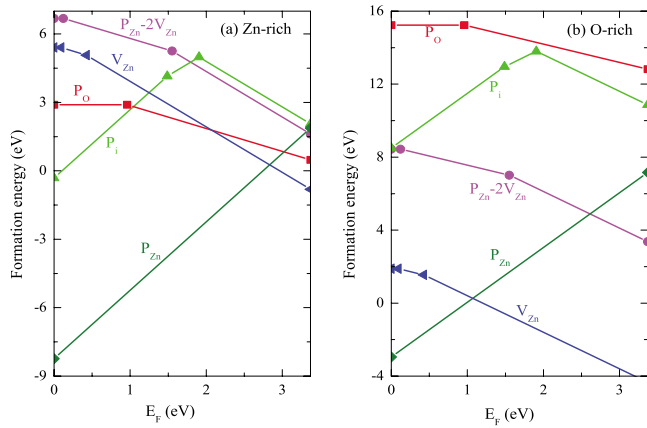 (a) Zn-rich
Formation energy (eV)
6
3
0
-3
-6
-9
0
1
2
3
E_F (eV)
P_Zn-2V_Zn
V_Zn
P_O
P_i
P_Zn
(b) O-rich
Formation energy (eV)
16
12
8
4
0
-4
0
1
2
3
E_F (eV)
P_O
P_i
P_Zn-2V_Zn
P_Zn
V_Zn